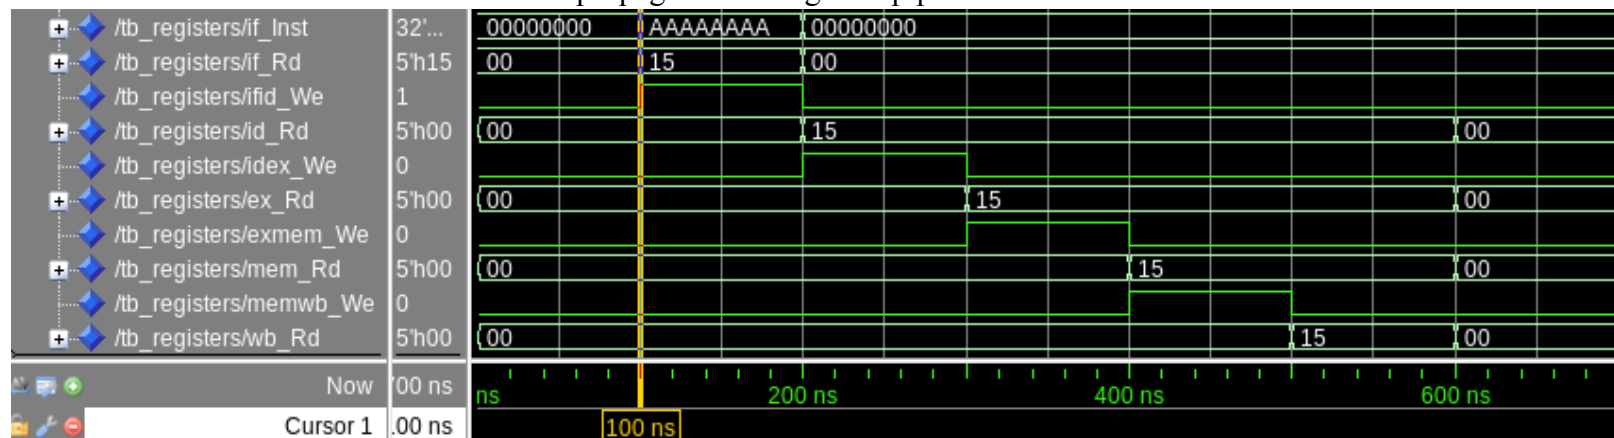 /tb_registers/if_Inst 32'... 00000000 AAAAAAAA 00000000
/tb_registers/if_Rd 5'h15 00 15 00
/tb_registers/ifid_We 1
/tb_registers/id_Rd 5'h00 00 15 00
/tb_registers/idex_We 0
/tb_registers/ex_Rd 5'h00 00 15 00
/tb_registers/exmem_We 0
/tb_registers/mem_Rd 5'h00 00 15 00
/tb_registers/memwb_We 0
/tb_registers/wb_Rd 5'h00 00 15 00
Now 00 ns ns 200 ns 400 ns 600 ns
Cursor 1 .00 ns 100 ns